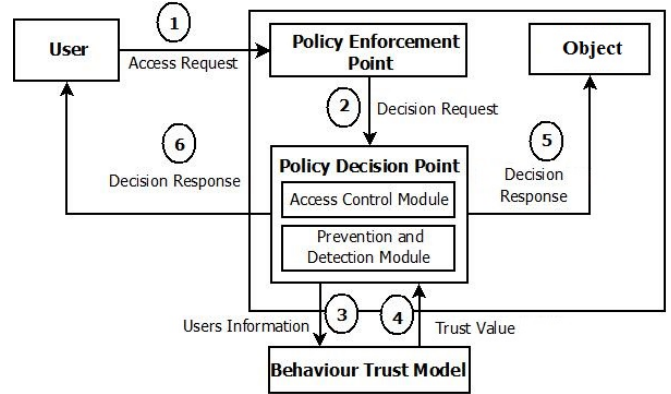 1
User
Access Request
Policy Enforcement
Point
Object
2
Decision Request
6
Decision Response
5
Decision
Response
Policy Decision Point
Access Control Module
Prevention and
Detection Module
3
Users Information
4
Trust Value
Behaviour Trust Model